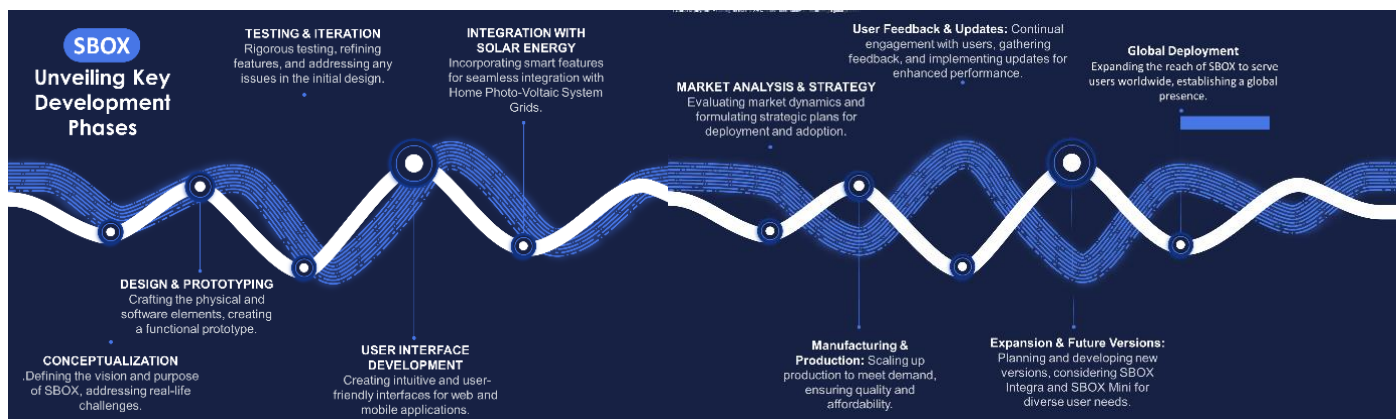 SBOX
Unveiling Key
Development
Phases
TESTING & ITERATION
Rigorous testing, refining
features, and addressing any
issues in the initial design.
INTEGRATION WITH
SOLAR ENERGY
Incorporating smart features
for seamless integration with
Home Photo-Voltaic System
Grids.
MARKET ANALYSIS & STRATEGY
Evaluating market dynamics and
formulating strategic plans for
deployment and adoption.
User Feedback & Updates: Continual
engagement with users, gathering
feedback, and implementing updates for
enhanced performance.
Global Deployment
Expanding the reach of SBOX to serve
users worldwide, establishing a global
presence.
CONCEPTUALIZATION
.Defining the vision and purpose
of SBOX, addressing real-life
challenges.
DESIGN & PROTOTYPING
Crafting the physical and
software elements, creating
a functional prototype.
USER INTERFACE
DEVELOPMENT
Creating intuitive and user-
friendly interfaces for web and
mobile applications.
Manufacturing &
Production: Scaling up
production to meet demand,
ensuring quality and
affordability.
Expansion & Future Versions:
Planning and developing new
versions, considering SBOX
Integra and SBOX Mini for
diverse user needs.